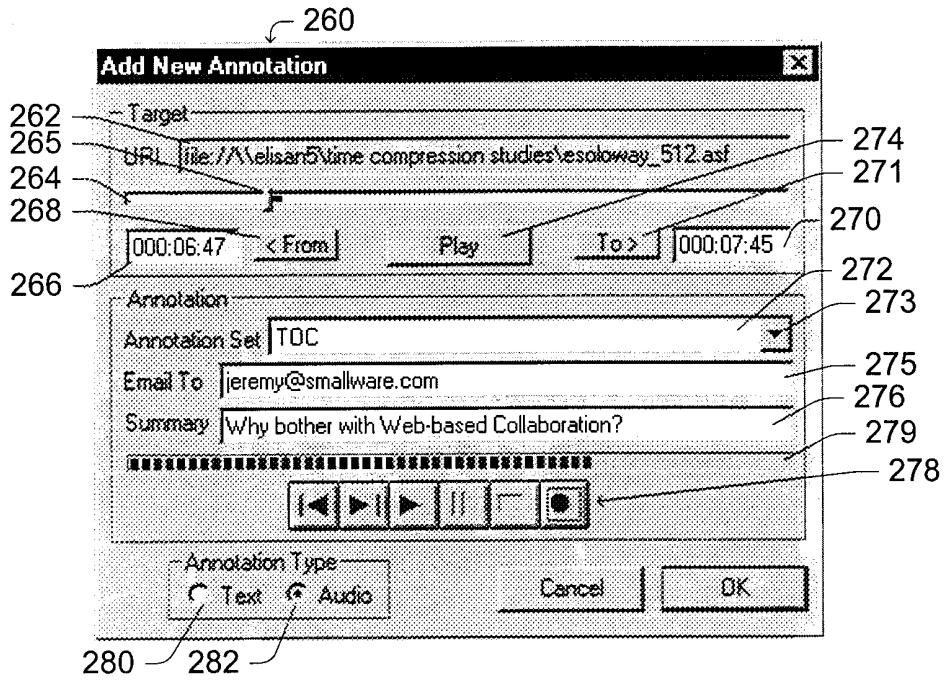 260
Add New Annotation
262
Target
274
265
URL file://\\elisan5\time compression studies\esoloway_512.asf
271
264
268
270
000:06:47 < From Play To > 000:07:45
266
272
Annotation
273
Annotation Set TOC
275
Email To jeremy@smallware.com
276
Summary Why bother with Web-based Collaboration?
279
278
Annotation Type
Text Audio Cancel OK
280 282